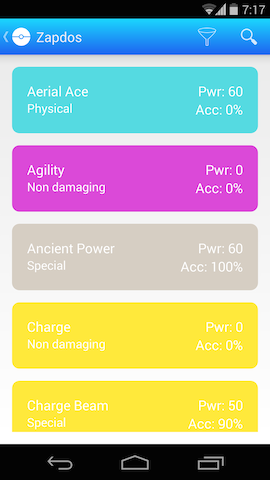 7:17
Zapdos
Aerial Ace Pwr: 60
Physical Acc: 0%
Agility Pwr: 0
Non damaging Acc: 0%
Ancient Power Pwr: 60
Special Acc: 100%
Charge Pwr: 0
Non damaging Acc: 0%
Charge Beam Pwr: 50
Special Acc: 90%